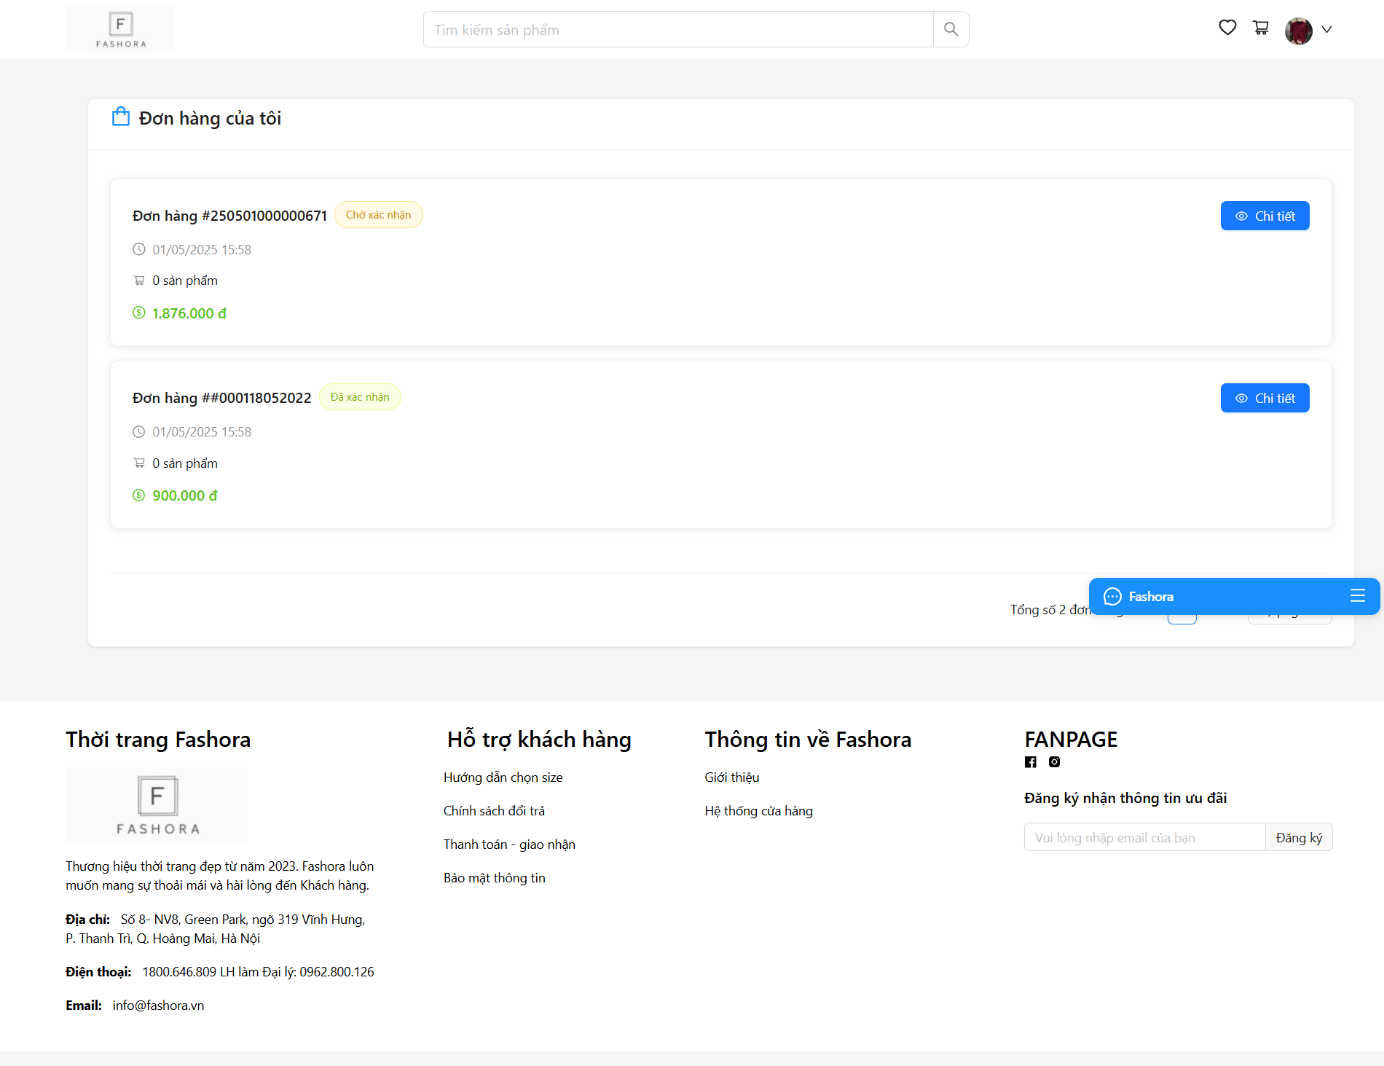 F
FASHORA
Tìm kiếm sản phẩm
Đơn hàng của tôi
Đơn hàng #250501000000671
Chờ xác nhận
Chi tiết
01/05/2025 15:58
0 sản phẩm
1.876.000 đ
Đơn hàng ##000118052022
Đã xác nhận
Chi tiết
01/05/2025 15:58
0 sản phẩm
900.000 đ
Tổng số 2 đơn
Fashora
Thời trang Fashora
F
FASHORA
Thương hiệu thời trang đẹp từ năm 2023. Fashora luôn
muốn mang sự thoải mái và hài lòng đến Khách hàng.
Địa chỉ: Số 8- NV8, Green Park, ngõ 319 Vĩnh Hưng,
P. Thanh Trì, Q. Hoàng Mai, Hà Nội
Điện thoại: 1800.646.809 LH làm Đại lý: 0962.800.126
Email: info@fashora.vn
Hỗ trợ khách hàng
Hướng dẫn chọn size
Chính sách đổi trả
Thanh toán - giao nhận
Bảo mật thông tin
Thông tin về Fashora
Giới thiệu
Hệ thống cửa hàng
FANPAGE
Đăng ký nhận thông tin ưu đãi
Vui lòng nhập email của bạn
Đăng ký